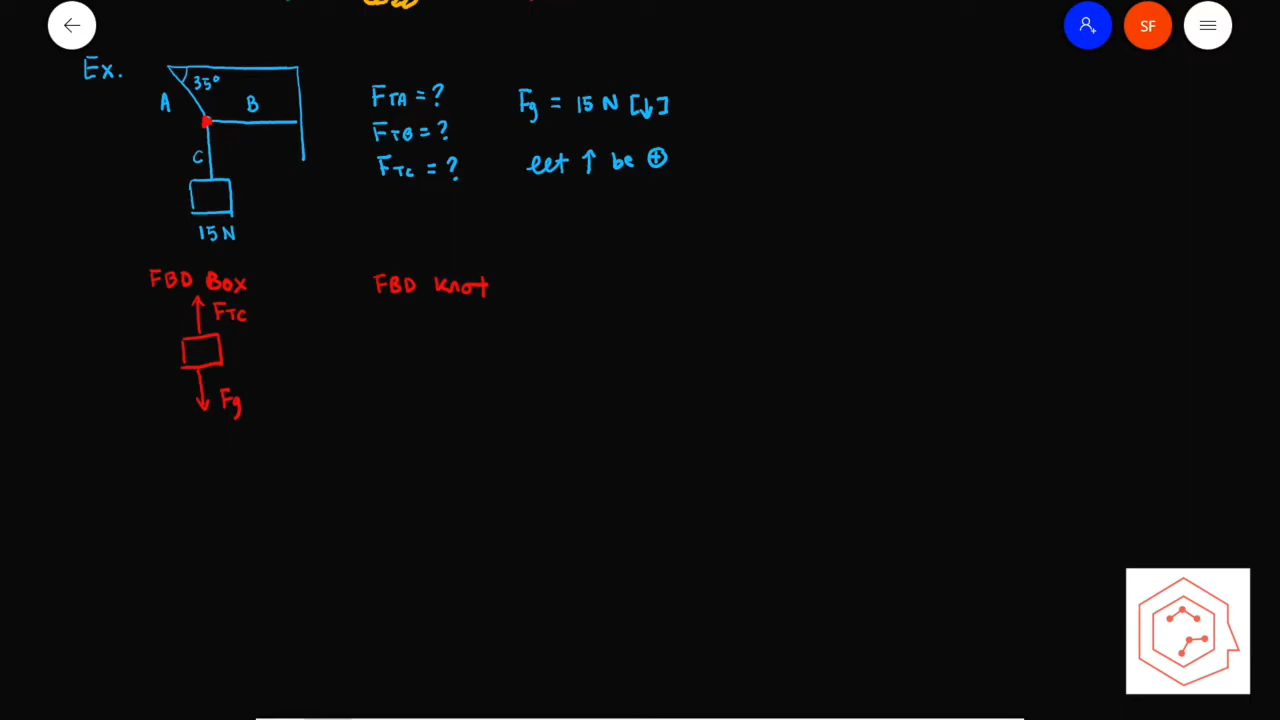 SF
Ex.
35°
A
B
C
15 N
FTA = ?
FTB = ?
FTC = ?
Fg = 15 N [↓]
let ↑ be ⊕
FBD Box
FTC
Fg
FBD knot